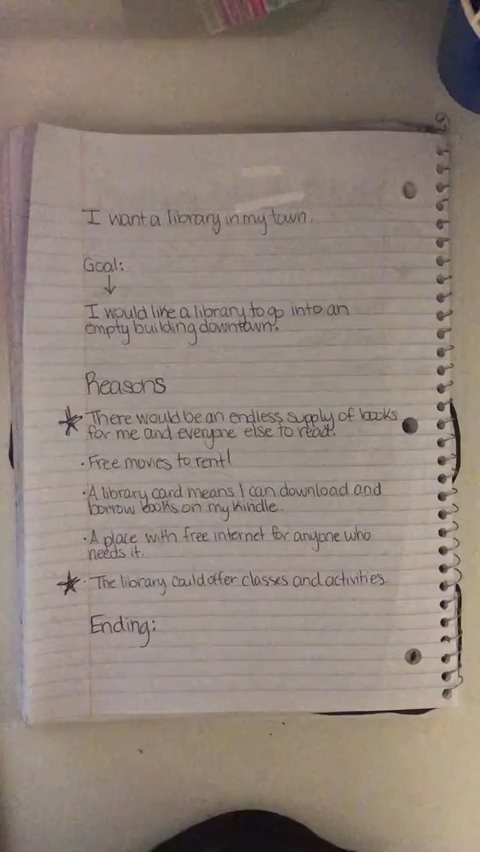 I want a library in my town.
Goal:
↓
I would like a library to go into an
empty building downtown.
Reasons
★ There would be an endless supply of books
for me and everyone else to read.
· Free movies to rent!
· A library card means I can download and
borrow books on my Kindle.
· A place with free internet for anyone who
needs it.
★ · The library could offer classes and activities.
Ending: